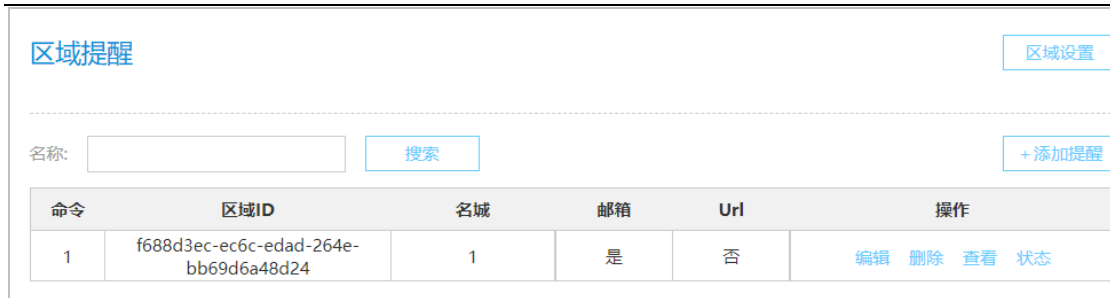 区域提醒
区域设置
名称:
搜索
+添加提醒
命令 区域ID 名城 邮箱 Url 操作
1 f688d3ec-ec6c-edad-264e-bb69d6a48d24 1 是 否 编辑 删除 查看 状态